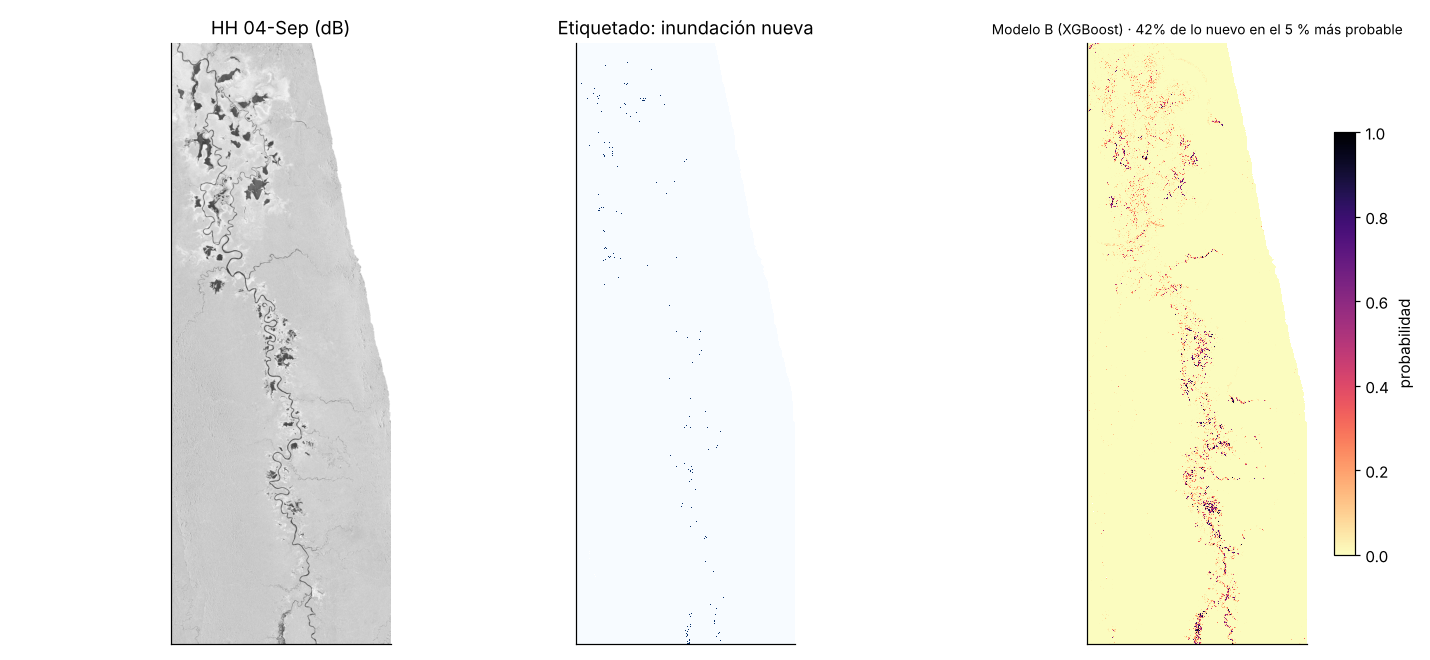 HH 04-Sep (dB)
Etiquetado: inundación nueva
Modelo B (XGBoost) · 42% de lo nuevo en el 5 % más probable
1.0
0.8
0.6
0.4
0.2
0.0
probabilidad